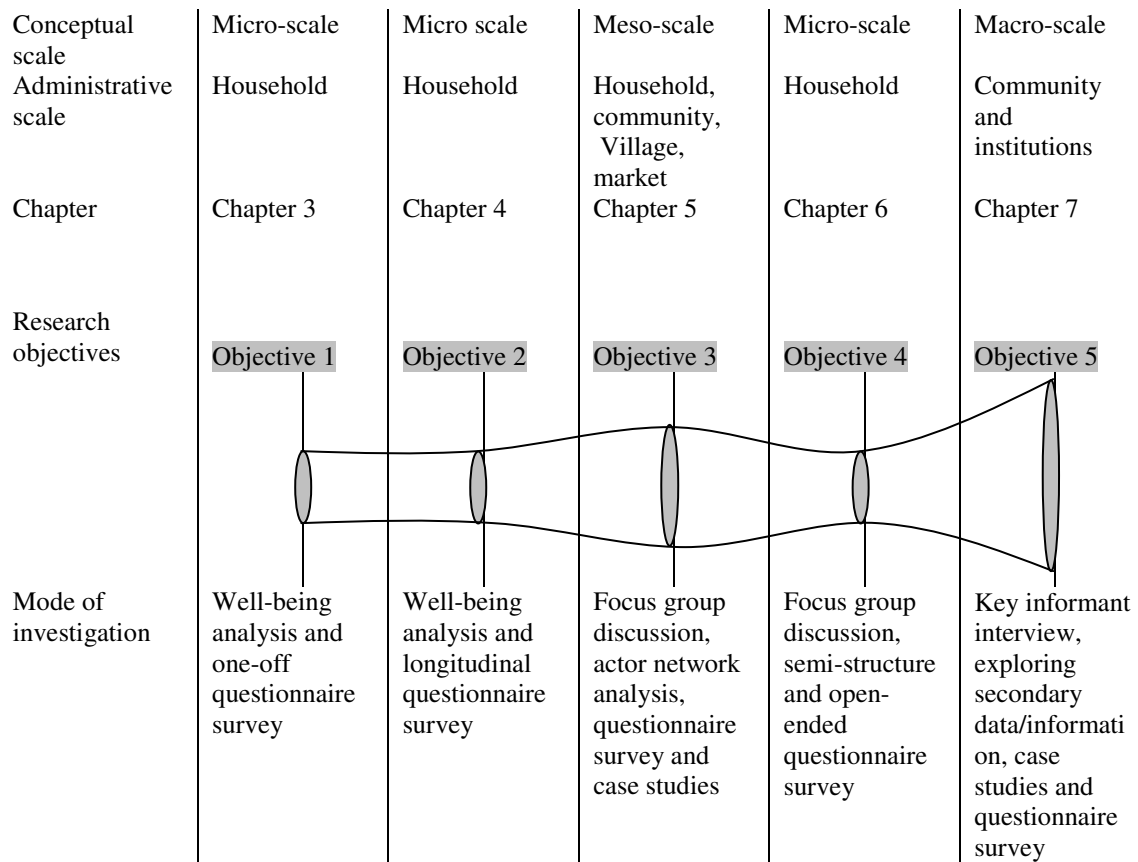 Conceptual
scale
Micro-scale
Micro scale
Meso-scale
Micro-scale
Macro-scale
Administrative
scale
Household
Household
Household,
community,
Village,
market
Household
Community
and
institutions
Chapter
Chapter 3
Chapter 4
Chapter 5
Chapter 6
Chapter 7
Research
objectives
Objective 1
Objective 2
Objective 3
Objective 4
Objective 5
Mode of
investigation
Well-being
analysis and
one-off
questionnaire
survey
Well-being
analysis and
longitudinal
questionnaire
survey
Focus group
discussion,
actor network
analysis,
questionnaire
survey and
case studies
Focus group
discussion,
semi-structure
and open-
ended
questionnaire
survey
Key informant
interview,
exploring
secondary
data/informati
on, case
studies and
questionnaire
survey